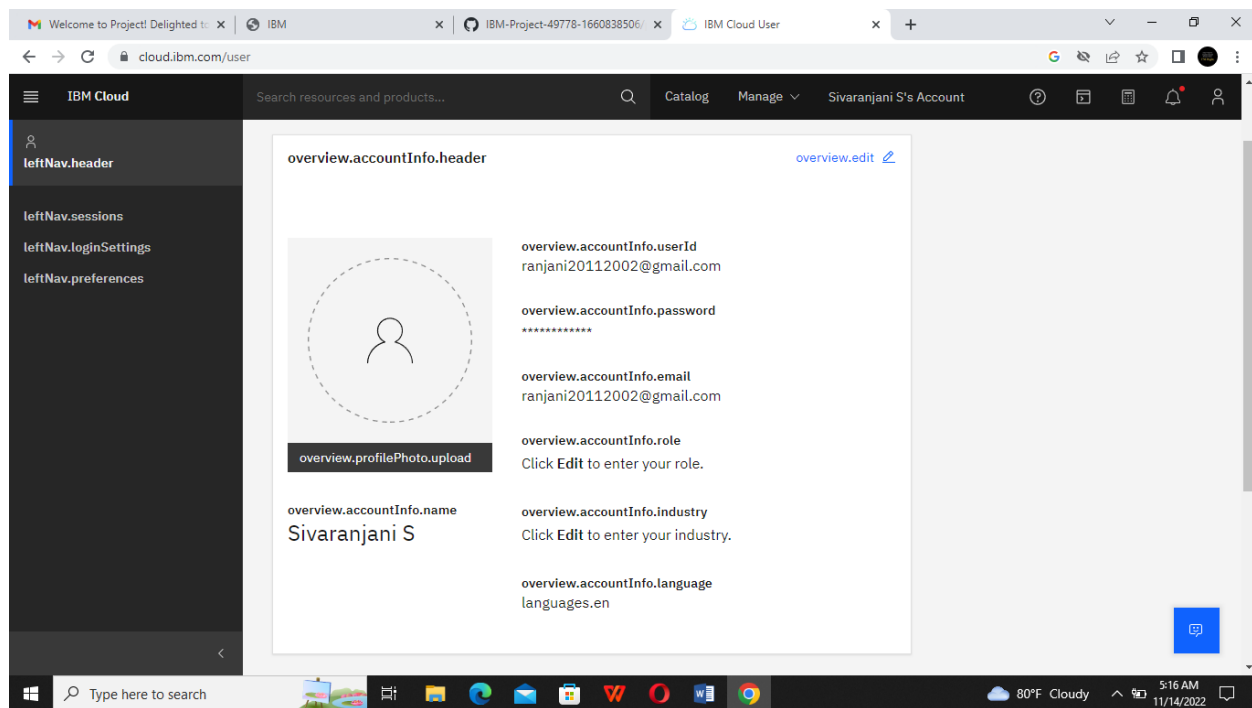 Welcome to Project! Delighted to
IBM
IBM-Project-49778-1660838506/
IBM Cloud User
cloud.ibm.com/user
IBM Cloud
Search resources and products...
Catalog
Manage
Sivaranjani S's Account
leftNav.header
leftNav.sessions
leftNav.loginSettings
leftNav.preferences
overview.accountInfo.header
overview.edit
overview.profilePhoto.upload
overview.accountInfo.name
Sivaranjani S
overview.accountInfo.userId
ranjani20112002@gmail.com
overview.accountInfo.password
************
overview.accountInfo.email
ranjani20112002@gmail.com
overview.accountInfo.role
Click Edit to enter your role.
overview.accountInfo.industry
Click Edit to enter your industry.
overview.accountInfo.language
languages.en
Type here to search
80°F Cloudy
5:16 AM
11/14/2022